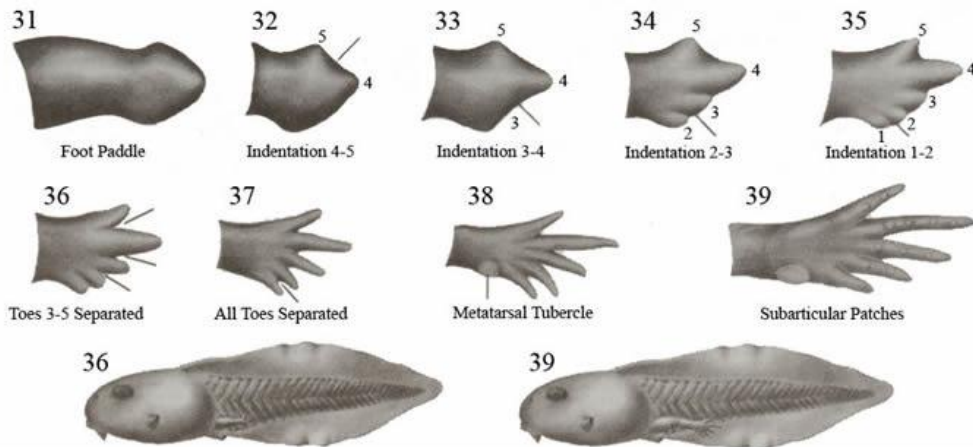 31
32
33
34
35
5
4
5
4
3
5
4
3
2
5
4
3
2
1
Foot Paddle
Indentation 4-5
Indentation 3-4
Indentation 2-3
Indentation 1-2
36
37
38
39
Toes 3-5 Separated
All Toes Separated
Metatarsal Tubercle
Subarticular Patches
36
39